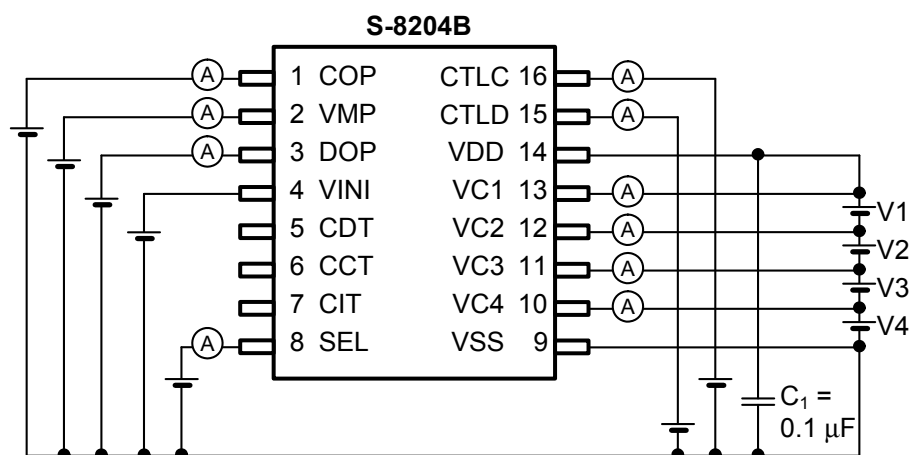 S-8204B
A 1 COP CTLC 16 A
A 2 VMP CTLD 15 A
A 3 DOP VDD 14
4 VINI VC1 13 A
V1
5 CDT VC2 12 A
V2
6 CCT VC3 11 A
V3
7 CIT VC4 10 A
V4
A 8 SEL VSS 9
C₁ =
0.1 μF